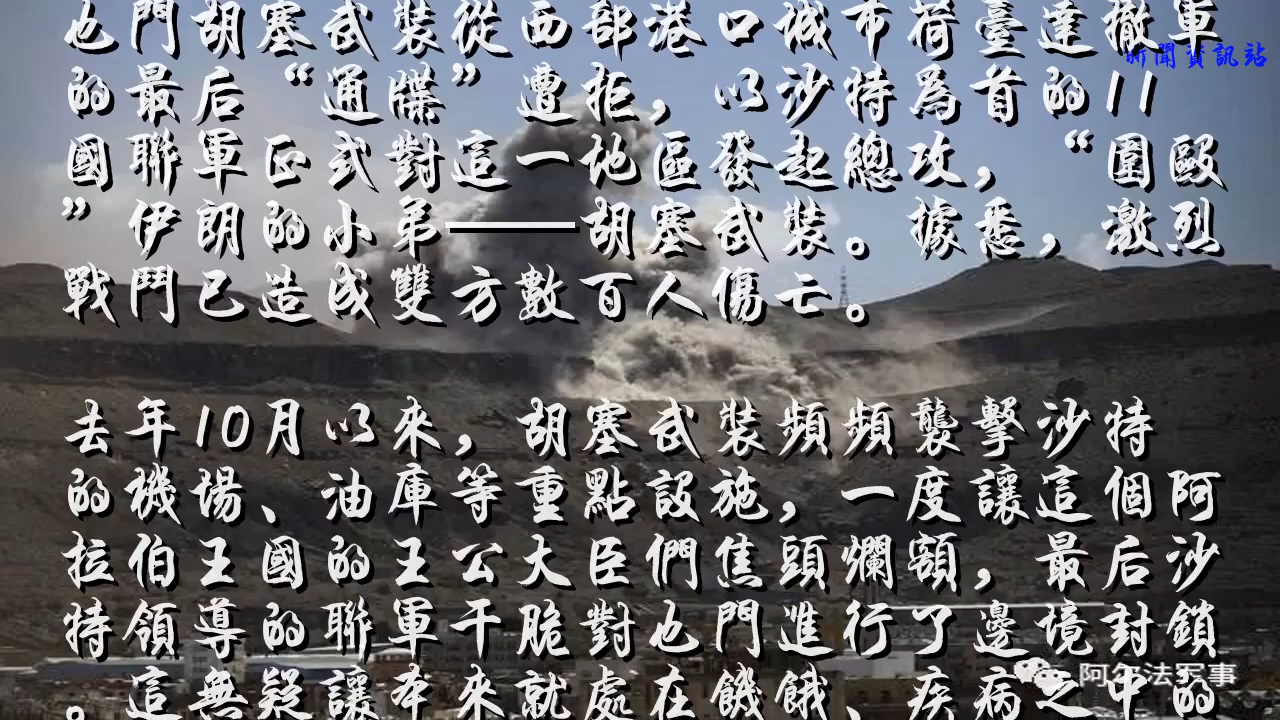 也門胡塞武裝從西部港口城市荷臺達撤軍
新聞資訊站
的最后“通牒”遭拒，以沙特為首的11
國聯軍正式對這一地區發起總攻，“圍毆
”伊朗的小弟——胡塞武裝。據悉，激烈
戰鬥已造成雙方數百人傷亡。
去年10月以來，胡塞武裝頻頻襲擊沙特
的機場、油庫等重點設施，一度讓這個阿
拉伯王國的王公大臣們焦頭爛額，最后沙
特領導的聯軍干脆對也門進行了邊境封鎖
阿尔法军事
。這無疑讓本來就處在饑餓、疾病之中的